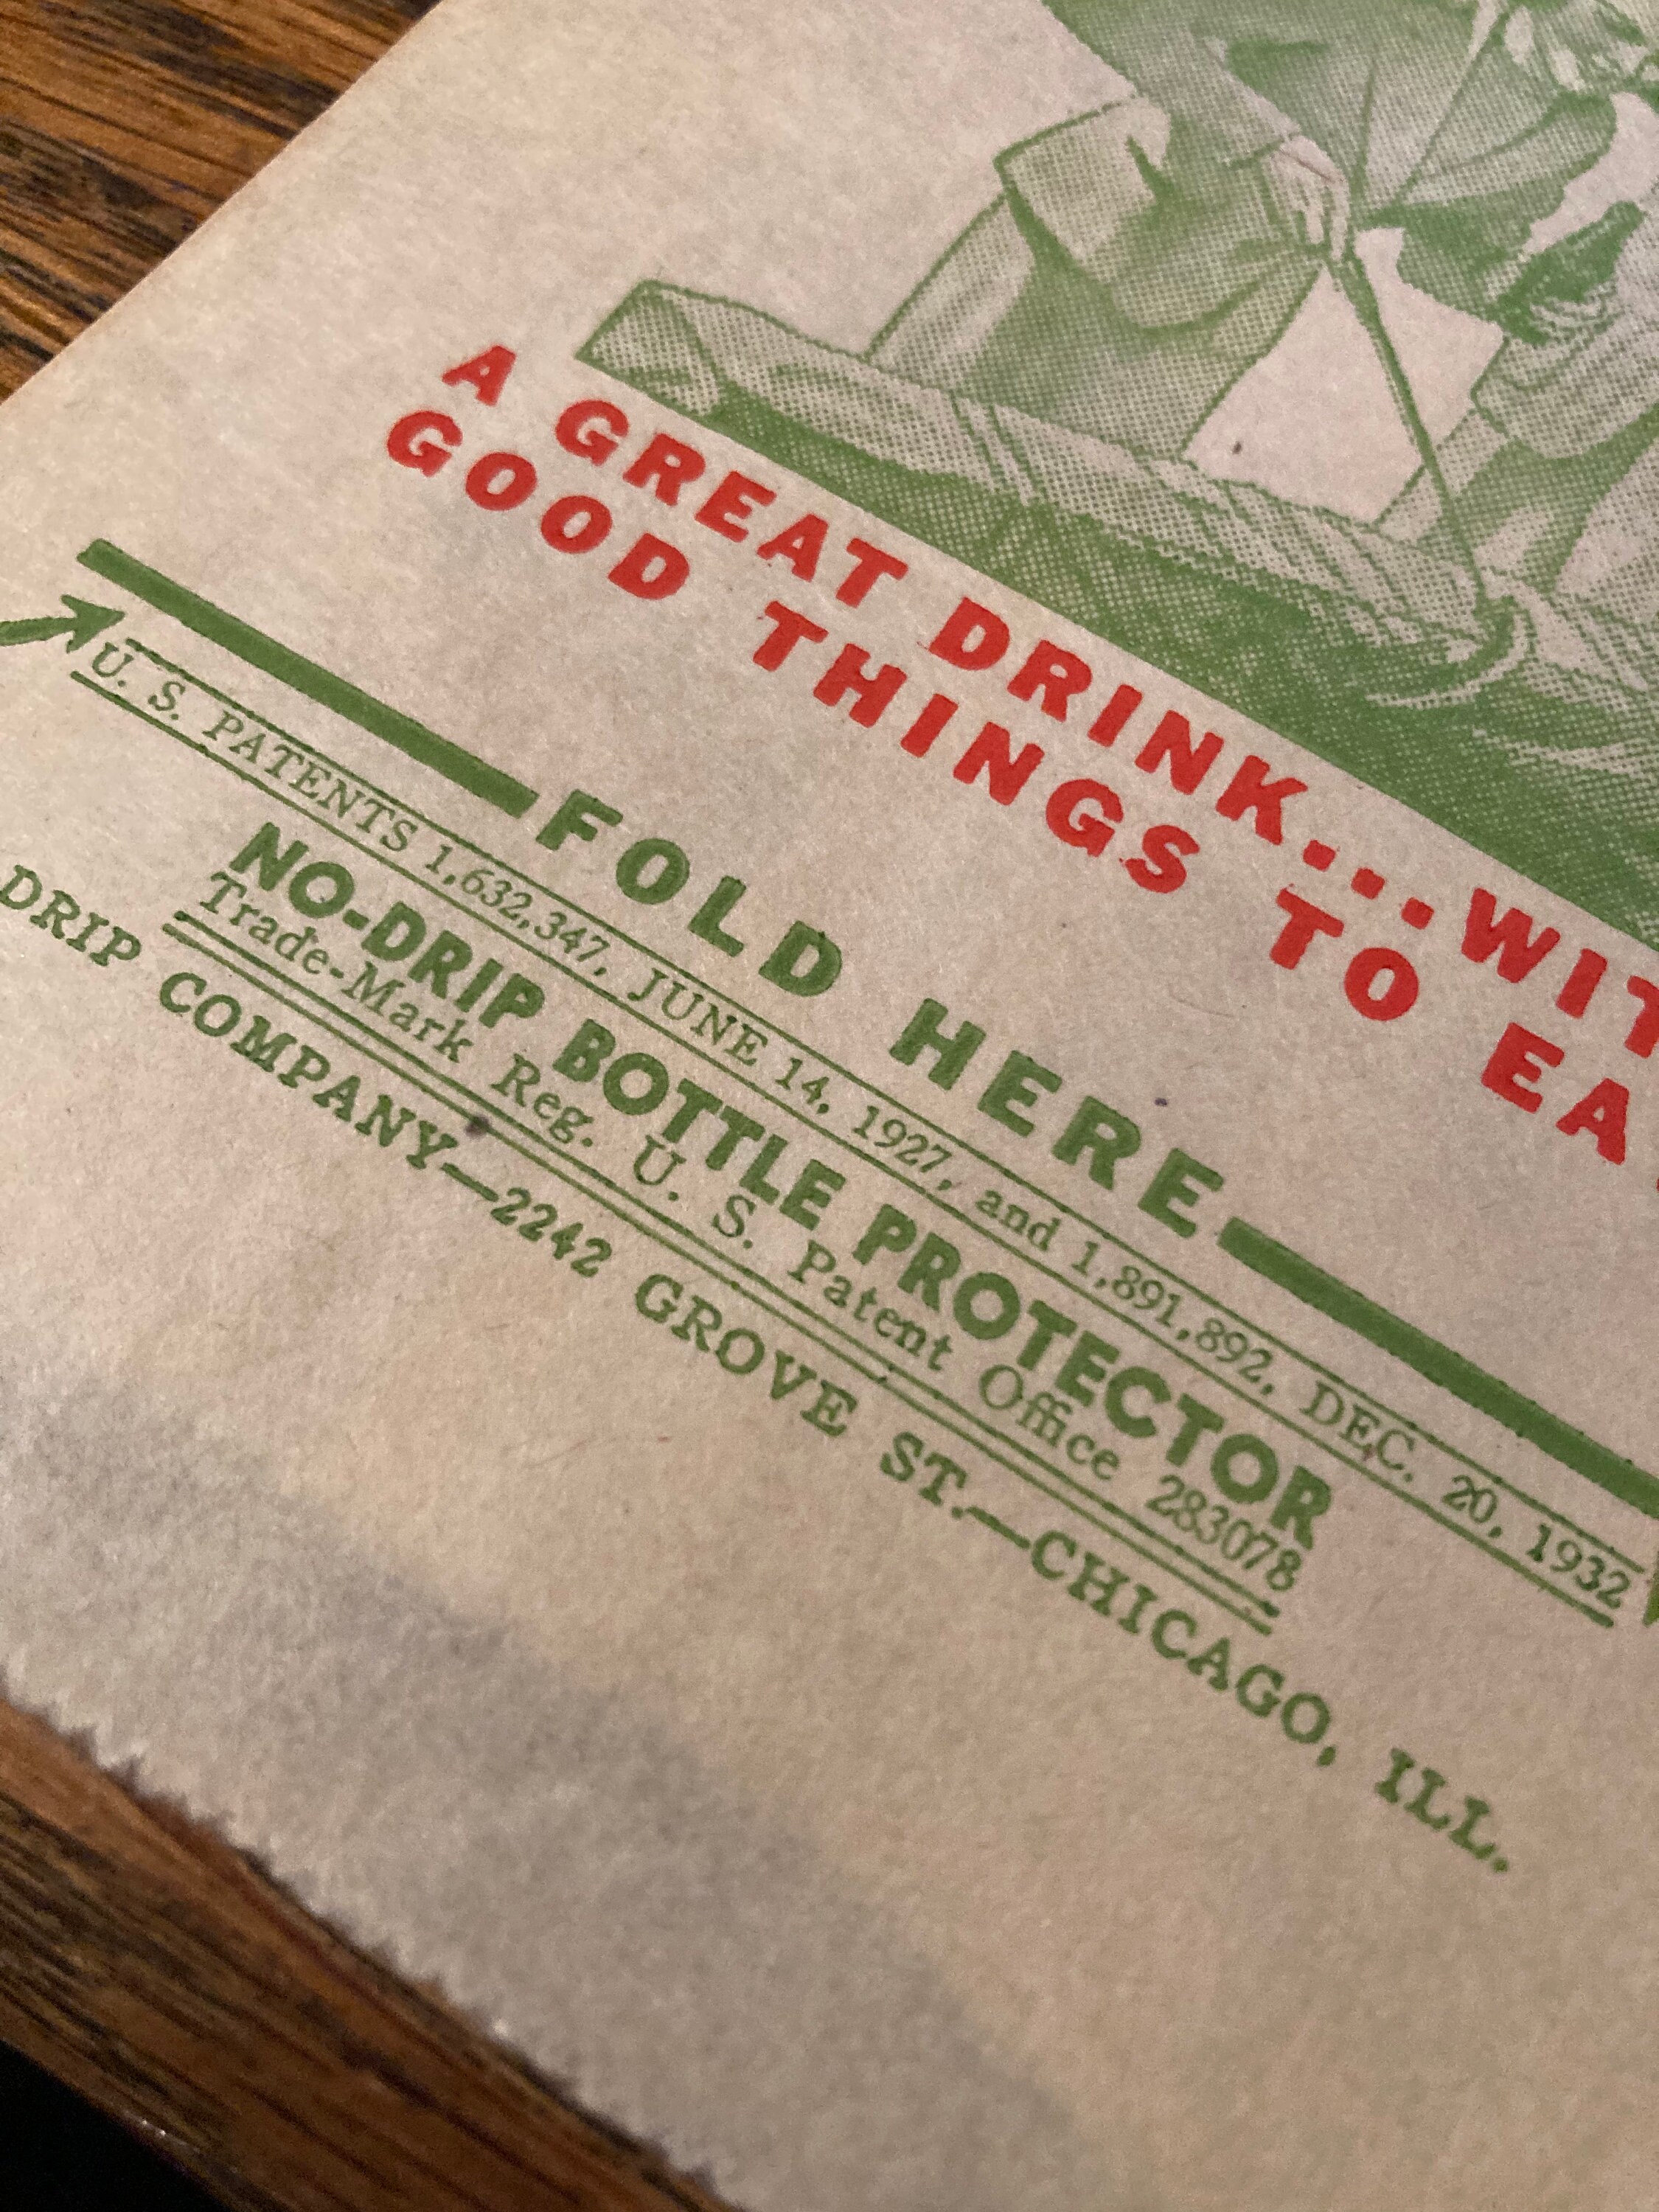 A GREAT DRINK...WIT
GOOD THINGS TO EA
FOLD HERE
U. S. PATENTS 1,632,347, JUNE 14, 1927, and 1,891,892, DEC. 20, 1932
NO-DRIP BOTTLE PROTECTOR
Trade-Mark Reg. U. S. Patent Office 283078
DRIP COMPANY—2242 GROVE ST.—CHICAGO, ILL.